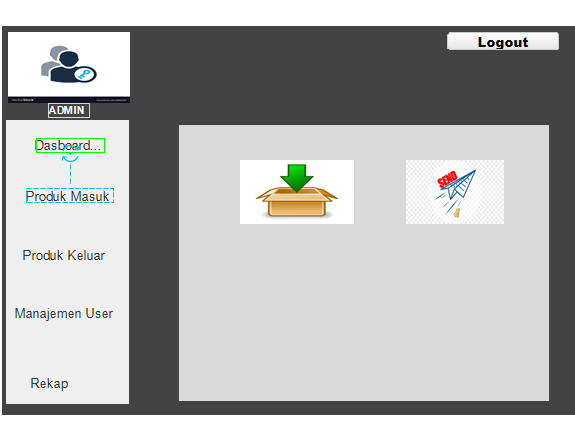 Logout
ADMIN
Dasboard...
Produk Masuk
SEND
Produk Keluar
Manajemen User
Rekap